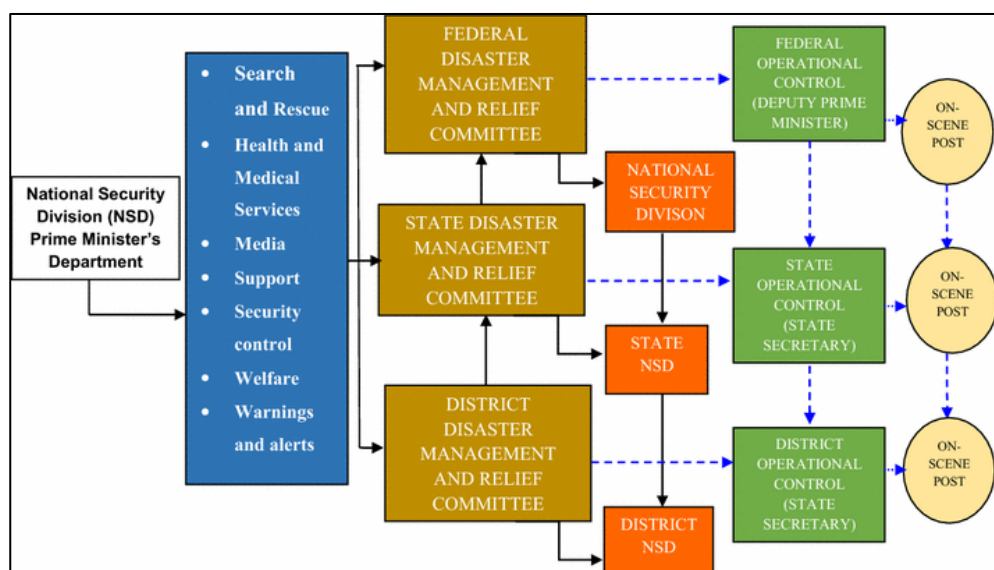 National Security
Division (NSD)
Prime Minister's
Department
• Search
and Rescue
• Health and
Medical
Services
• Media
• Support
• Security
control
• Welfare
• Warnings
and alerts
FEDERAL
DISASTER
MANAGEMENT
AND RELIEF
COMMITTEE
STATE DISASTER
MANAGEMENT
AND RELIEF
COMMITTEE
DISTRICT
DISASTER
MANAGEMENT
AND RELIEF
COMMITTEE
NATIONAL
SECURITY
DIVISON
STATE
NSD
DISTRICT
NSD
FEDERAL
OPERATIONAL
CONTROL
(DEPUTY PRIME
MINISTER)
STATE
OPERATIONAL
CONTROL
(STATE
SECRETARY)
DISTRICT
OPERATIONAL
CONTROL
(STATE
SECRETARY)
ON-
SCENE
POST
ON-
SCENE
POST
ON-
SCENE
POST